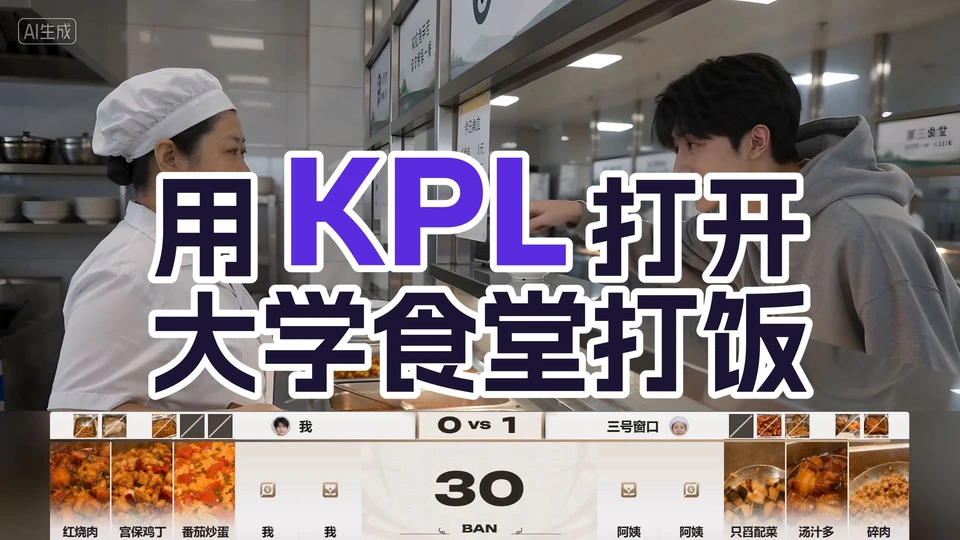 AI生成
用KPL打开
大学食堂打饭
我
0 VS 1
三号窗口
30
BAN
红烧肉
宫保鸡丁
番茄炒蛋
我
我
阿姨
阿姨
只舀配菜
汤汁多
碎肉